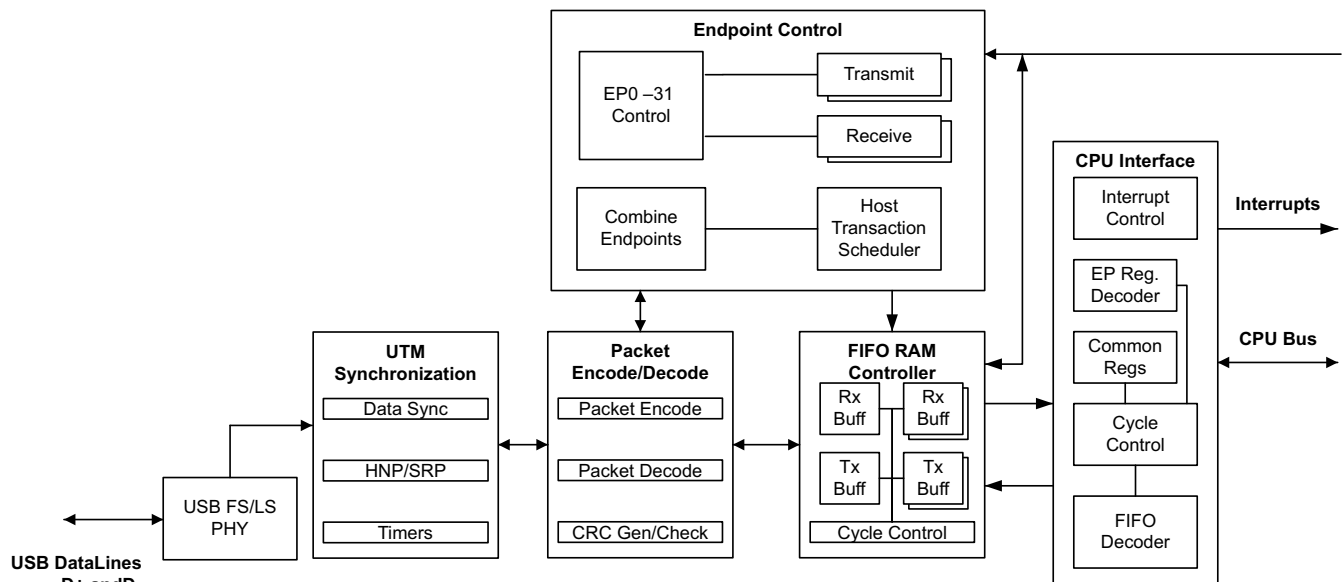 Endpoint Control
EP0 –31
Control
Transmit
Receive
Combine
Endpoints
Host
Transaction
Scheduler
CPU Interface
Interrupt
Control
EP Reg.
Decoder
Common
Regs
Cycle
Control
FIFO
Decoder
Interrupts
CPU Bus
UTM
Synchronization
Data Sync
HNP/SRP
Timers
Packet
Encode/Decode
Packet Encode
Packet Decode
CRC Gen/Check
FIFO RAM
Controller
Rx
Buff
Rx
Buff
Tx
Buff
Tx
Buff
Cycle Control
USB FS/LS
PHY
USB DataLines